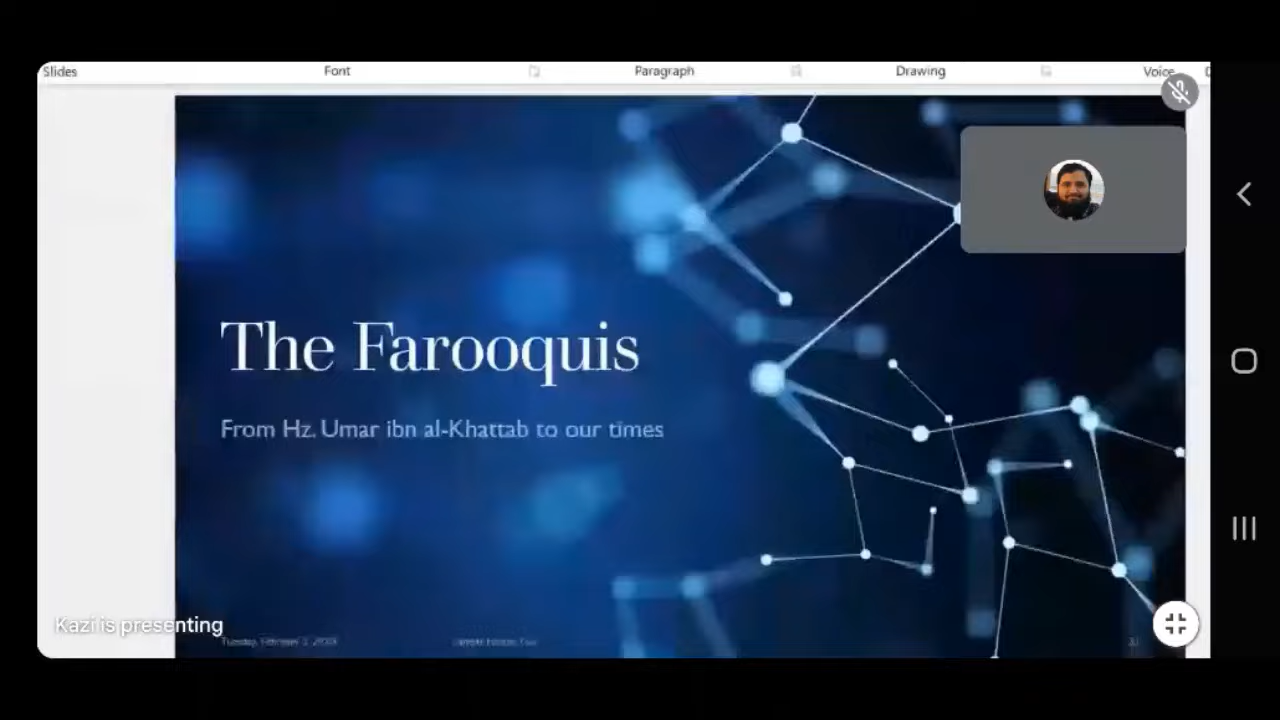 Slides Font Paragraph Drawing Voice
The Farooquis
From Hz. Umar ibn al-Khattab to our times
Kazi is presenting